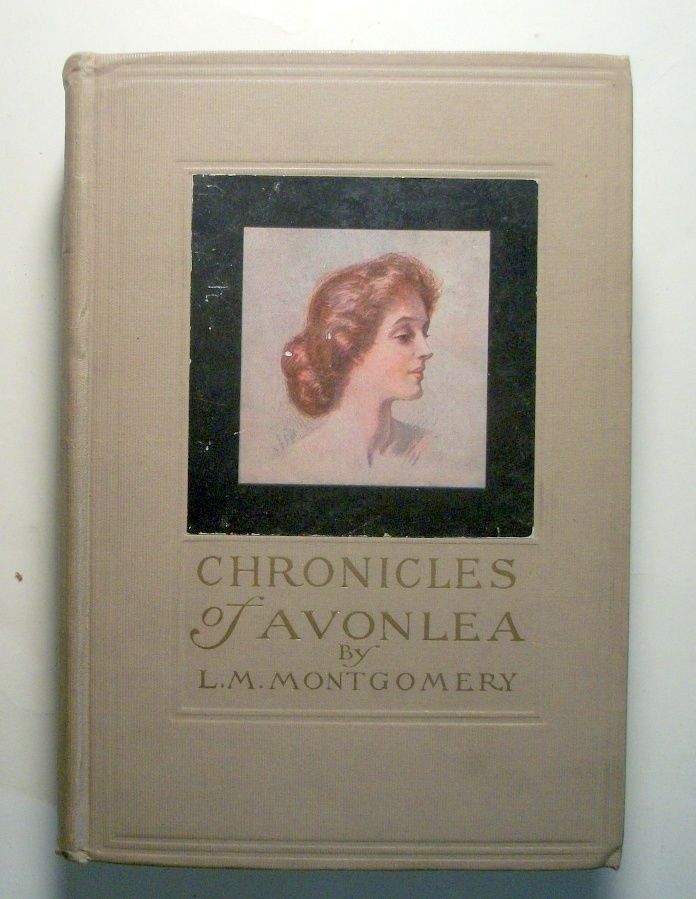 CHRONICLES
of AVONLEA
By
L.M. MONTGOMERY